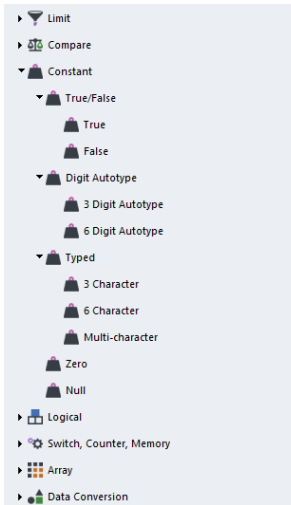 Limit
Compare
Constant
True/False
True
False
Digit Autotype
3 Digit Autotype
6 Digit Autotype
Typed
3 Character
6 Character
Multi-character
Zero
Null
Logical
Switch, Counter, Memory
Array
Data Conversion